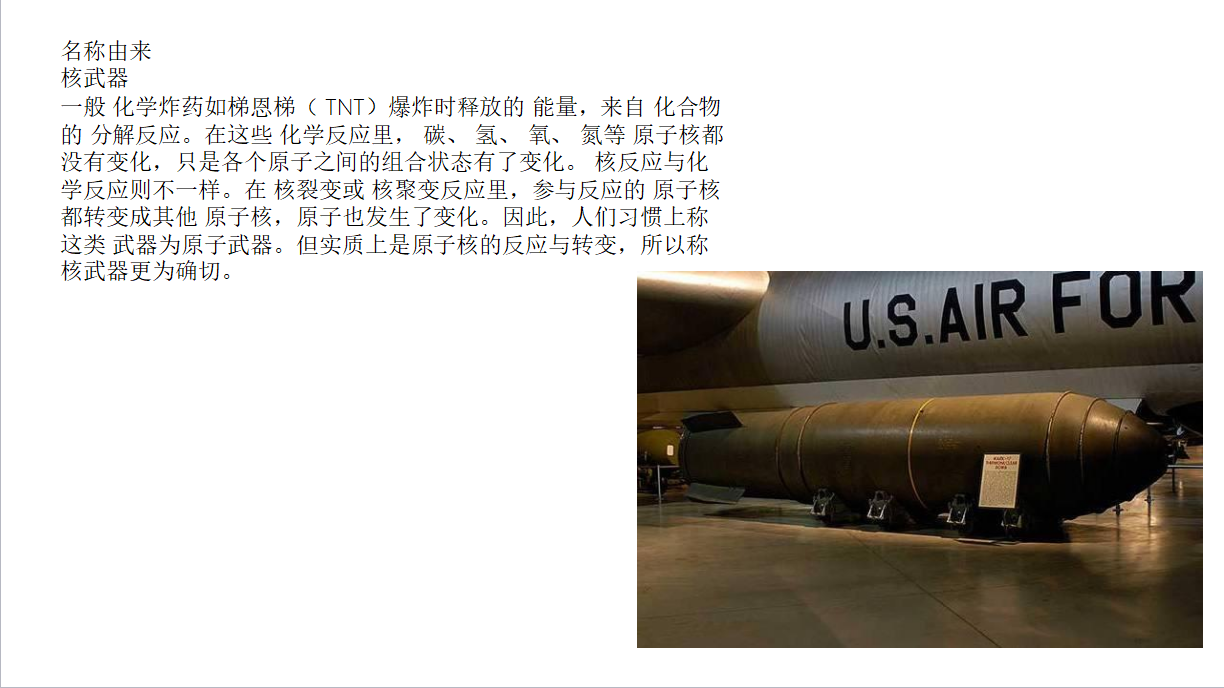 名称由来
核武器
一般 化学炸药如梯恩梯（ TNT）爆炸时释放的 能量，来自 化合物
的 分解反应。在这些 化学反应里， 碳、 氢、 氧、 氮等 原子核都
没有变化，只是各个原子之间的组合状态有了变化。 核反应与化
学反应则不一样。在 核裂变或 核聚变反应里，参与反应的 原子核
都转变成其他 原子核，原子也发生了变化。因此，人们习惯上称
这类 武器为原子武器。但实质上是原子核的反应与转变，所以称
核武器更为确切。
U.S.AIR FOR
MARK-17
THERMONUCLEAR
BOMB